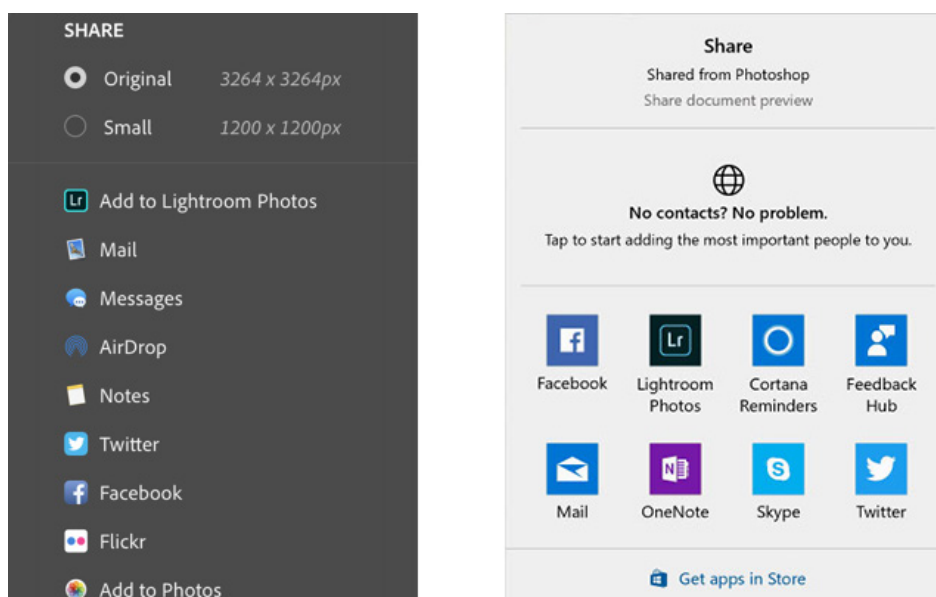 SHARE
Original 3264 x 3264px
Small 1200 x 1200px
Lr Add to Lightroom Photos
Mail
Messages
AirDrop
Notes
Twitter
Facebook
Flickr
Add to Photos
Share
Shared from Photoshop
Share document preview
No contacts? No problem.
Tap to start adding the most important people to you.
Lr
Facebook Lightroom Photos Cortana Reminders Feedback Hub
N S
Mail OneNote Skype Twitter
Get apps in Store